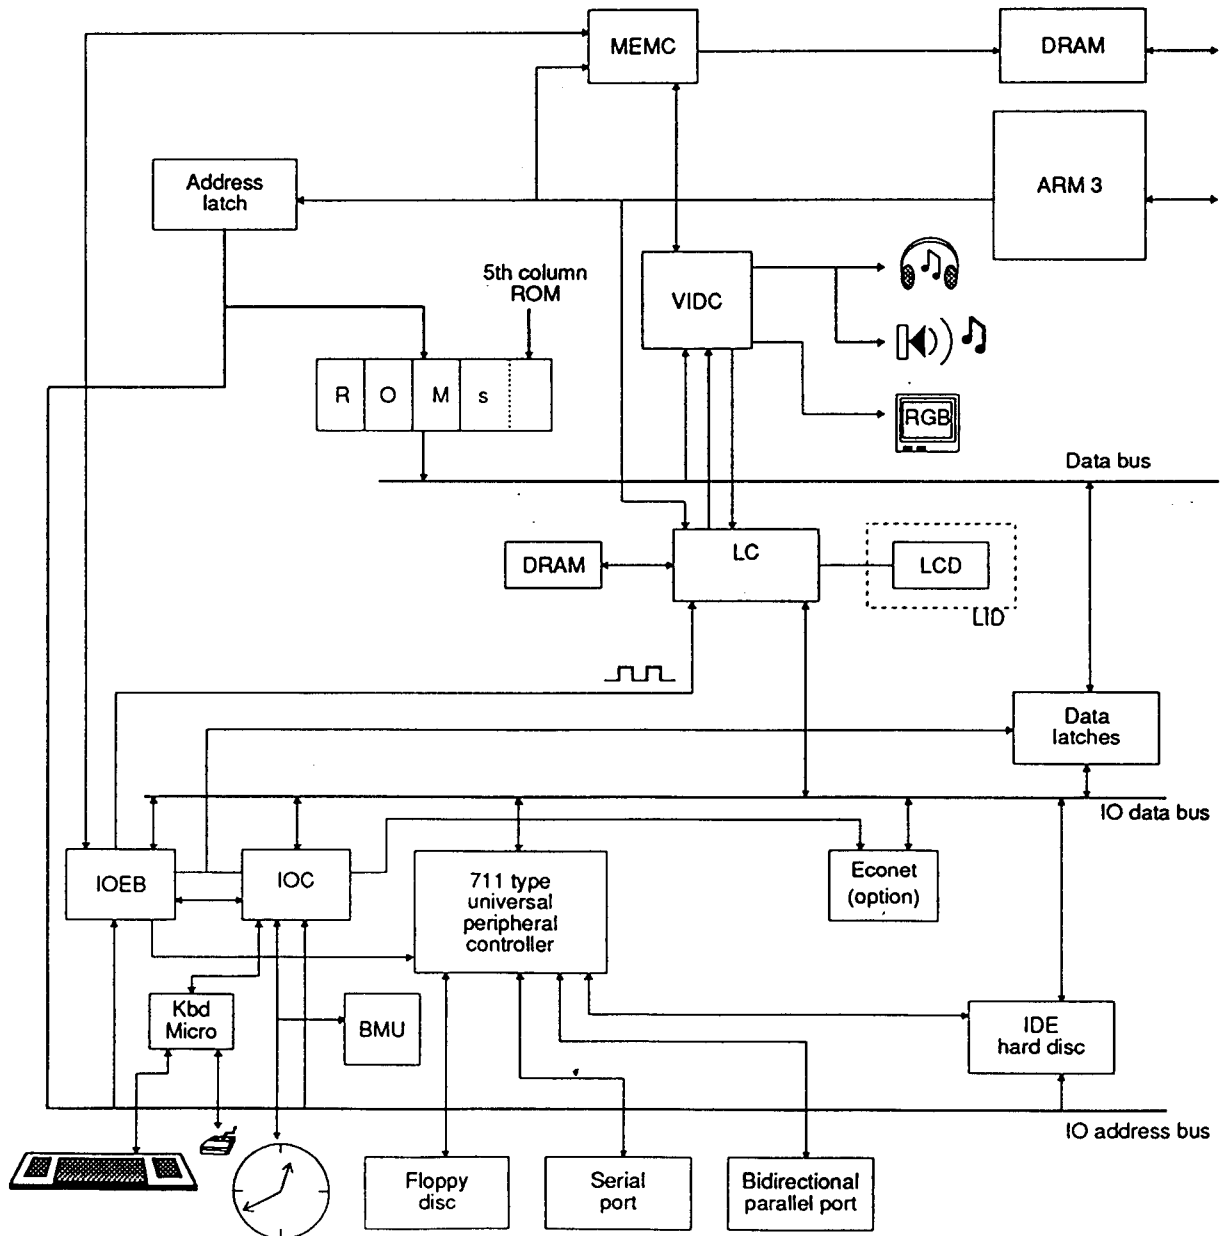 MEMC
DRAM
ARM 3
Address
latch
5th column
ROM
VIDC
R O M s
RGB
Data bus
LC
DRAM
LCD
LID
Data
latches
IO data bus
IOEB
IOC
711 type
universal
peripheral
controller
Econet
(option)
Kbd
Micro
BMU
IDE
hard disc
IO address bus
Floppy
disc
Serial
port
Bidirectional
parallel port